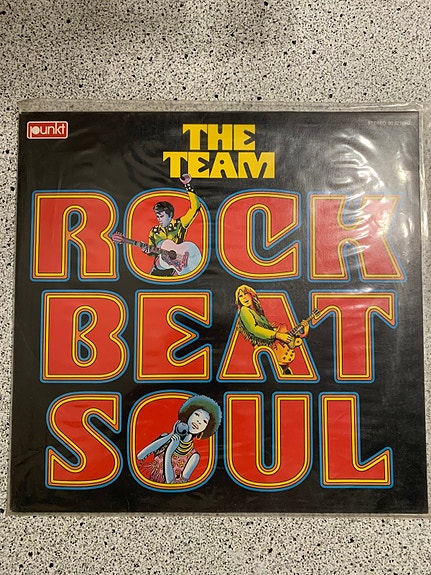 punkt
THE
TEAM
ROCK
BEAT
SOUL